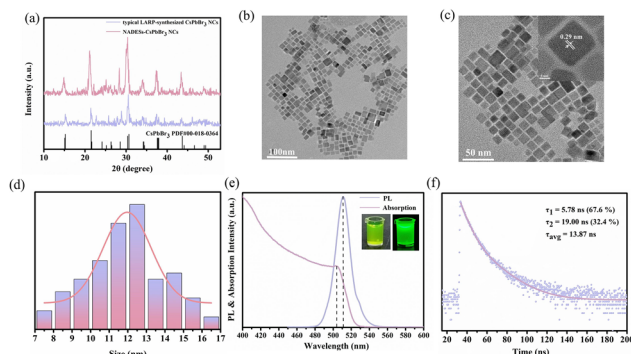 (a)
typical LARP-synthesized CsPbBr3 NCs
NADESs-CsPbBr3 NCs
CsPbBr3 PDF#00-018-0364
Intensity (a.u.)
10 20 30 40 50
2θ (degree)
(b)
100nm
(c)
0.29 nm
50 nm
(d)
7 8 9 10 11 12 13 14 15 16 17
Size (nm)
(e)
PL
Absorption
PL & Absorption Intensity (a.u.)
400 420 440 460 480 500 520 540 560 580 600
Wavelength (nm)
(f)
τ1 = 5.78 ns (67.6 %)
τ2 = 19.00 ns (32.4 %)
τavg = 13.87 ns
20 40 60 80 100 120 140 160 180 200
Time (ns)